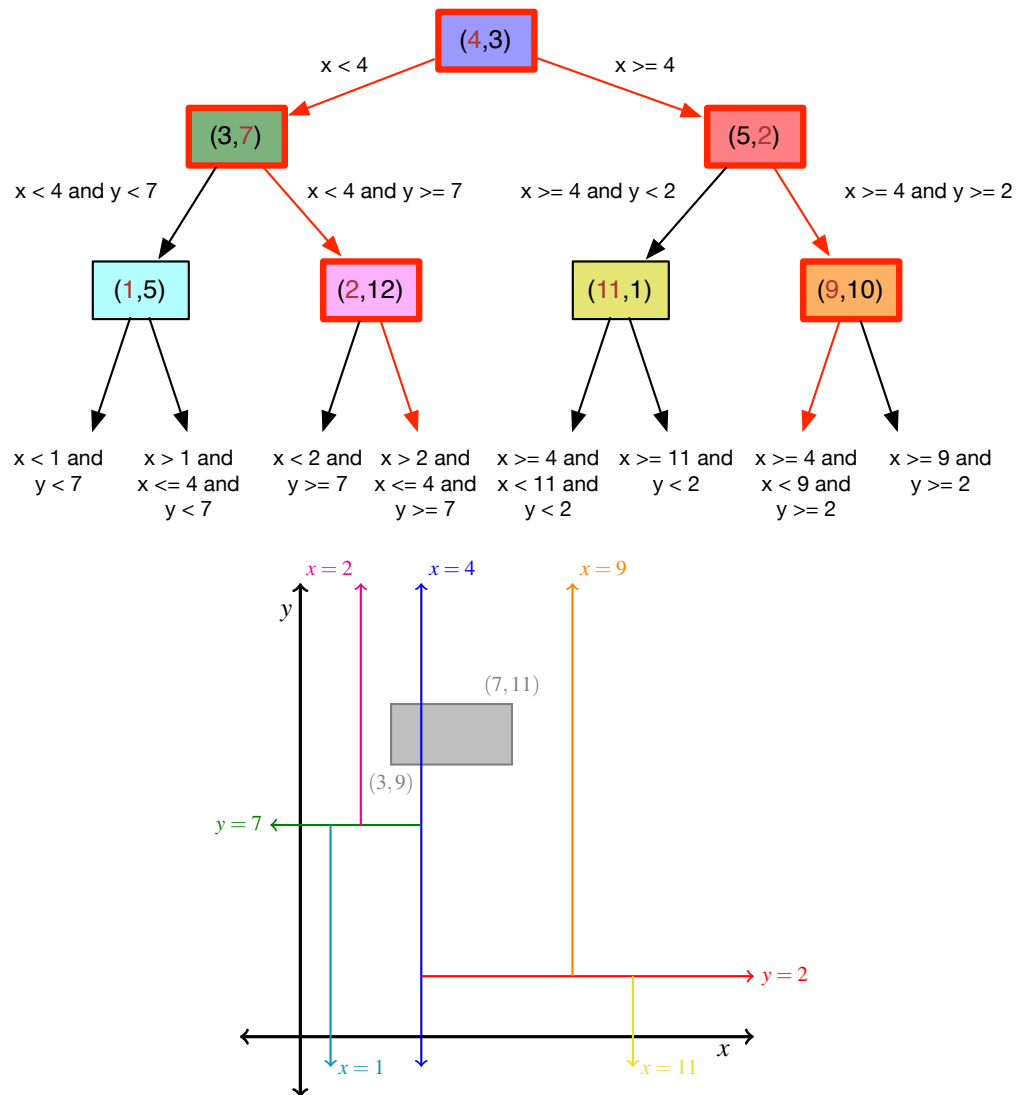 (4,3)
x < 4
x >= 4
(3,7)
(5,2)
x < 4 and y < 7
x < 4 and y >= 7
x >= 4 and y < 2
x >= 4 and y >= 2
(1,5)
(2,12)
(11,1)
(9,10)
x < 1 and
y < 7
x > 1 and
x <= 4 and
y < 7
x < 2 and
y >= 7
x > 2 and
x <= 4 and
y >= 7
x >= 4 and
x < 11 and
y < 2
x >= 11 and
y < 2
x >= 4 and
x < 9 and
y >= 2
x >= 9 and
y >= 2
x = 2
x = 4
x = 9
y
(7,11)
(3,9)
y = 7
y = 2
x
x = 1
x = 11